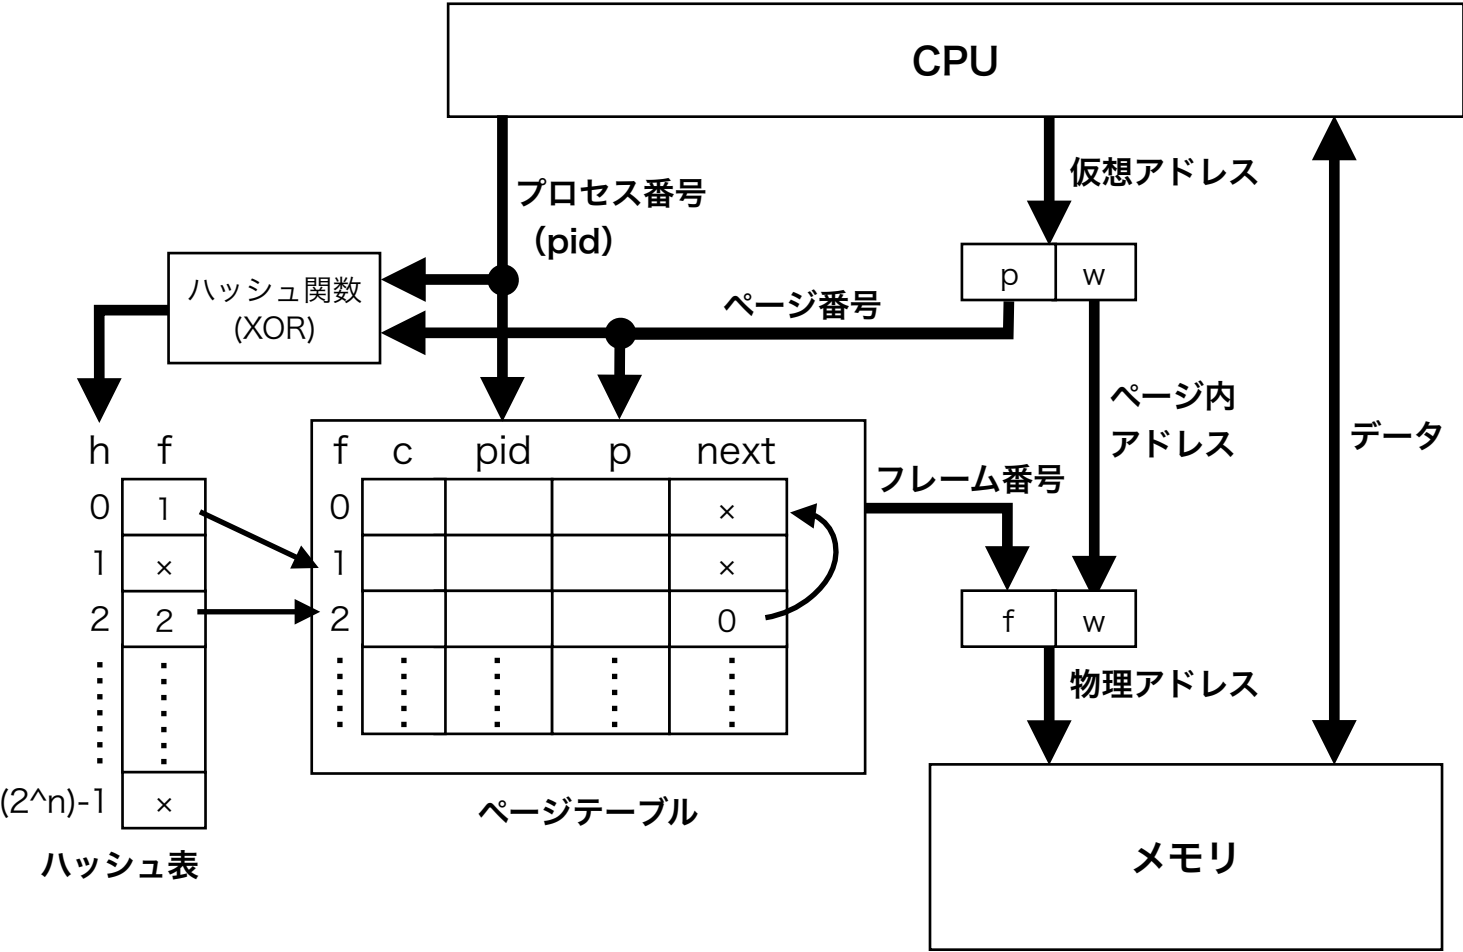 CPU
プロセス番号
（pid）
仮想アドレス
p w
ハッシュ関数
(XOR)
ページ番号
ページ内
アドレス
データ
h f
0 1
1 ×
2 2
(2^n)-1 ×
ハッシュ表
f c pid p next
0 ×
1 ×
2 0
ページテーブル
フレーム番号
f w
物理アドレス
メモリ